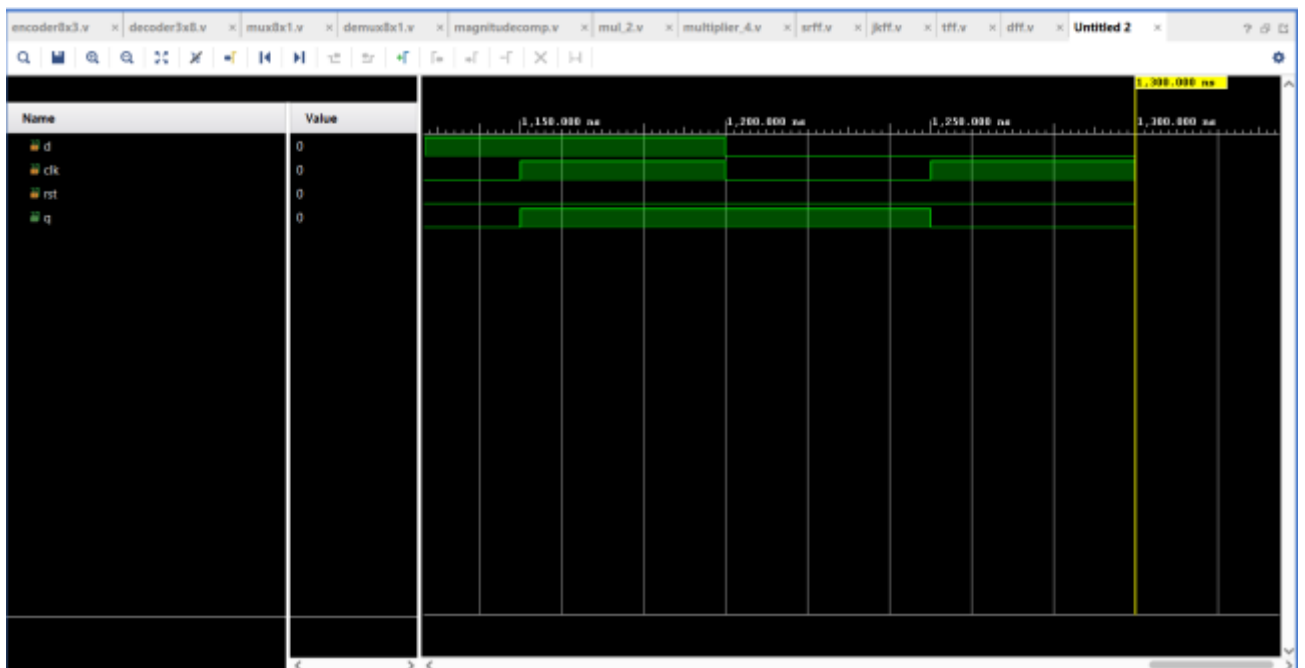 encoder8x3.v × decoder3x8.v × mux8x1.v × demux8x1.v × magnitudecomp.v × mul_2.v × multiplier_4.v × srff.v × jkff.v × tff.v × dff.v × Untitled 2 × ?
1,300.000 ns
Name Value 1,150.000 ns 1,200.000 ns 1,250.000 ns 1,300.000 ns
d 0
clk 0
rst 0
q 0